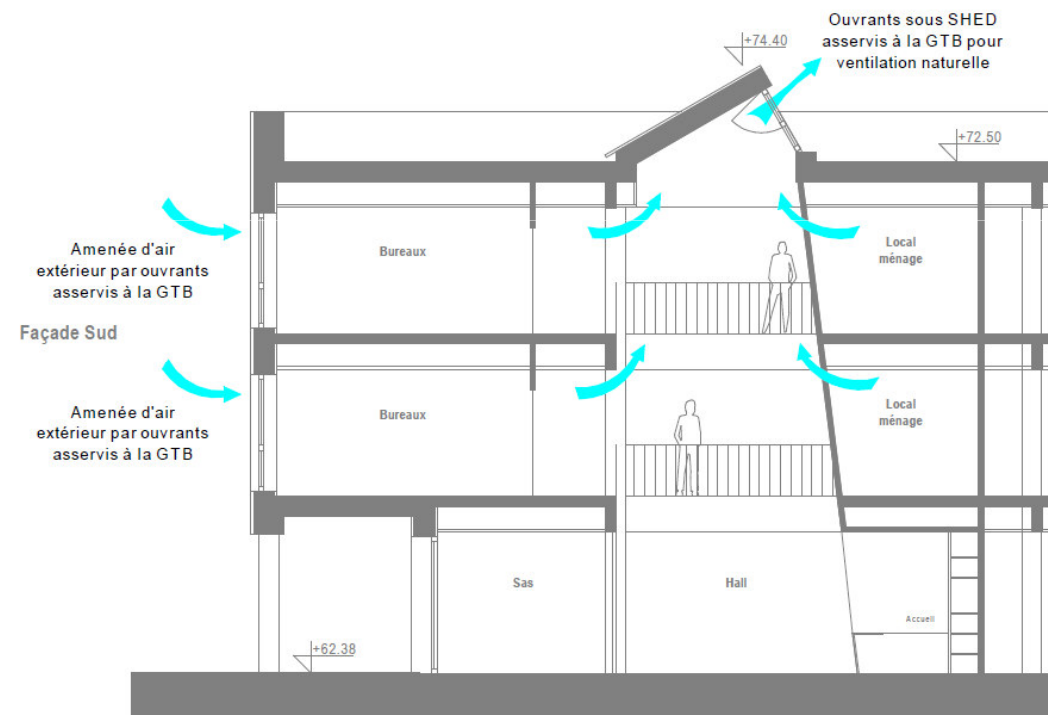 Ouvrants sous SHED
asservis à la GTB pour
ventilation naturelle
+74.40
+72.50
Amenée d'air
extérieur par ouvrants
asservis à la GTB
Bureaux
Local
ménage
Façade Sud
Amenée d'air
extérieur par ouvrants
asservis à la GTB
Bureaux
Local
ménage
Sas
Hall
Accueil
+62.38